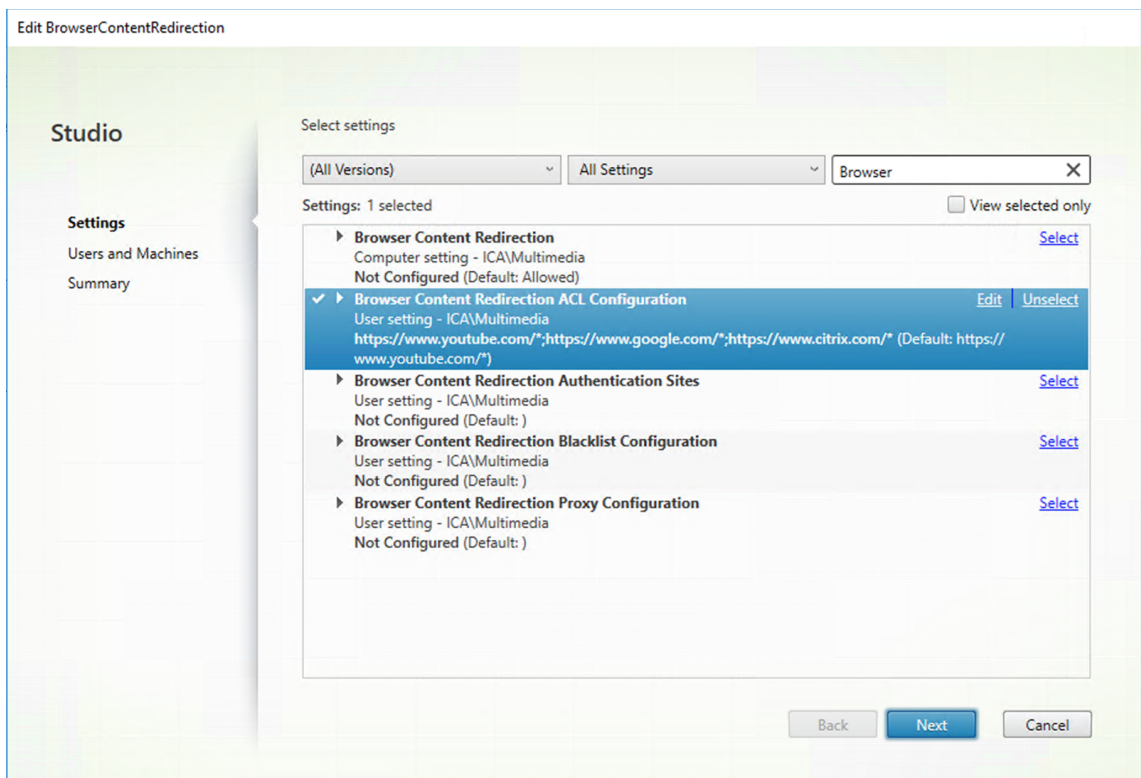 Edit BrowserContentRedirection
Studio
Settings
Users and Machines
Summary
Select settings
(All Versions)
All Settings
Browser
Settings: 1 selected
View selected only
Browser Content Redirection Select
Computer setting - ICA\Multimedia
Not Configured (Default: Allowed)
Browser Content Redirection ACL Configuration Edit Unselect
User setting - ICA\Multimedia
https://www.youtube.com/*;https://www.google.com/*;https://www.citrix.com/* (Default: https://
www.youtube.com/*)
Browser Content Redirection Authentication Sites Select
User setting - ICA\Multimedia
Not Configured (Default: )
Browser Content Redirection Blacklist Configuration Select
User setting - ICA\Multimedia
Not Configured (Default: )
Browser Content Redirection Proxy Configuration Select
User setting - ICA\Multimedia
Not Configured (Default: )
Back Next Cancel